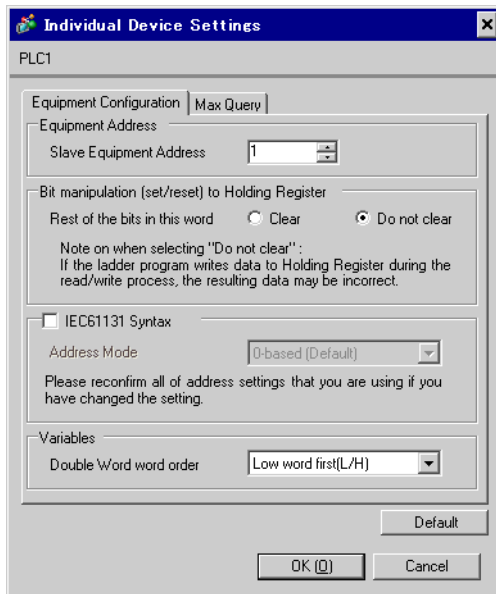 Individual Device Settings
PLC1
Equipment Configuration Max Query
Equipment Address
Slave Equipment Address 1
Bit manipulation (set/reset) to Holding Register
Rest of the bits in this word Clear Do not clear
Note on when selecting "Do not clear" :
If the ladder program writes data to Holding Register during the
read/write process, the resulting data may be incorrect.
IEC61131 Syntax
Address Mode 0-based (Default)
Please reconfirm all of address settings that you are using if you
have changed the setting.
Variables
Double Word word order Low word first(L/H)
Default
OK (O) Cancel